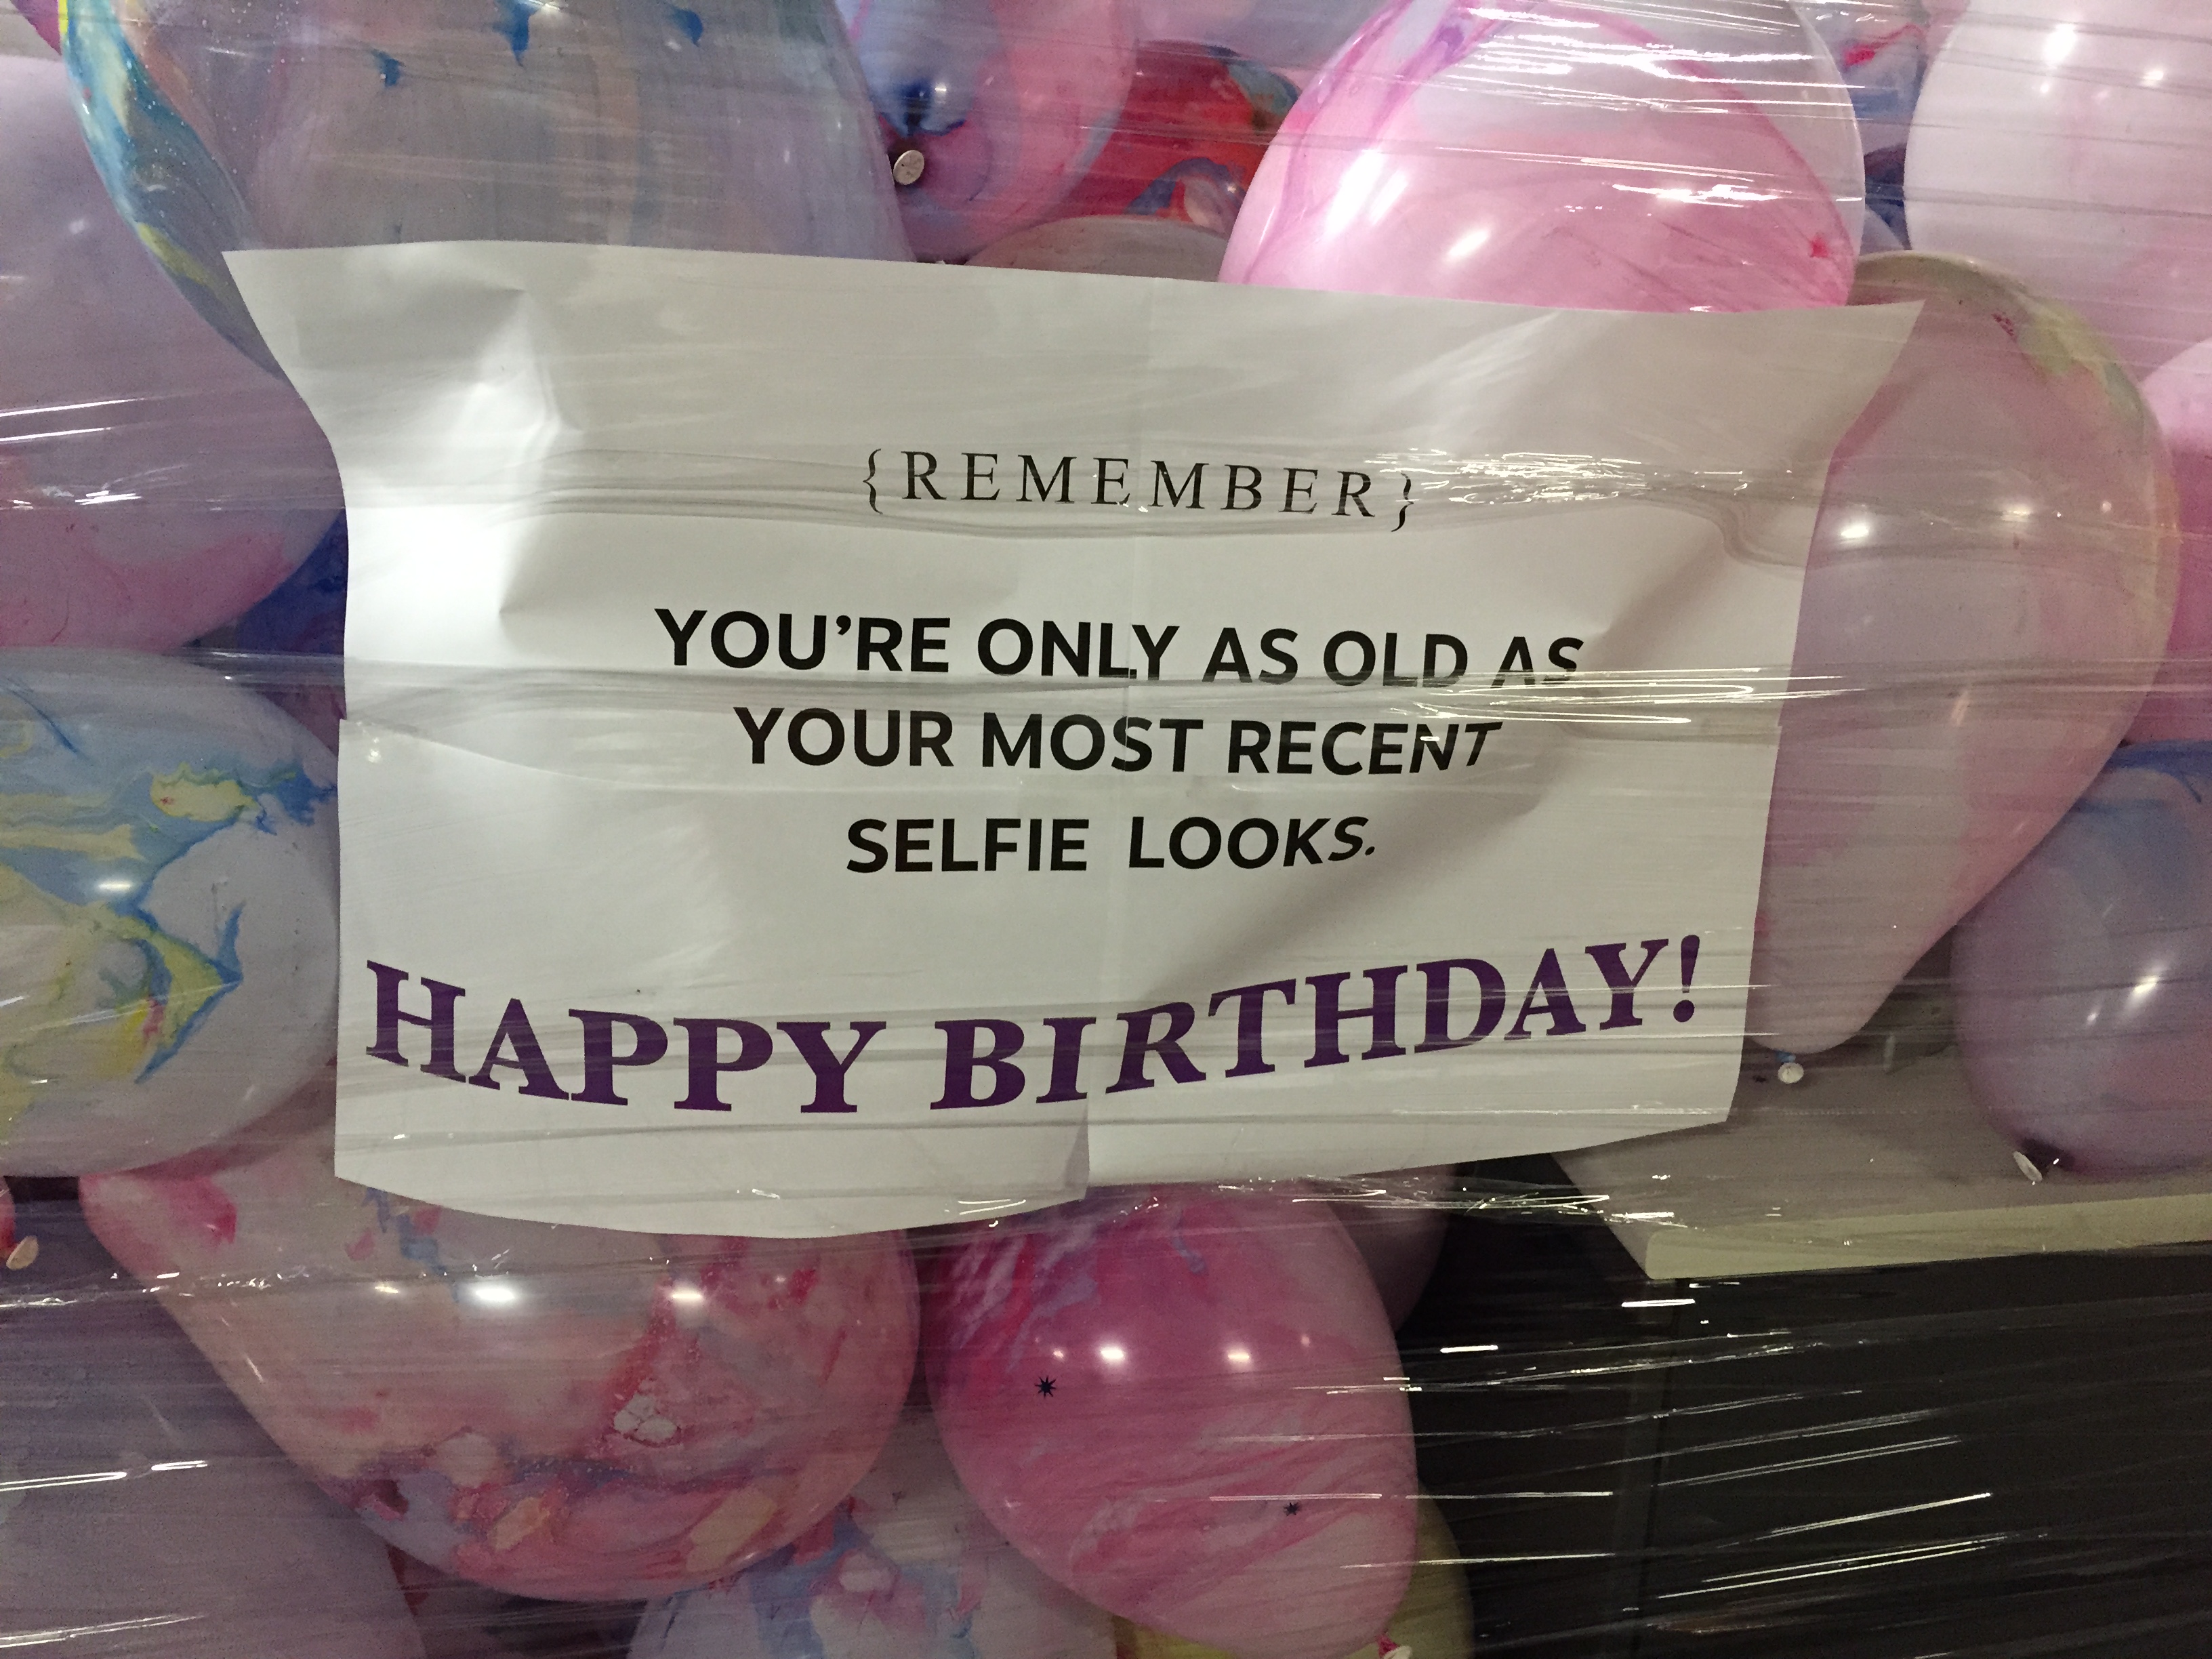 {REMEMBER}
YOU'RE ONLY AS OLD AS
YOUR MOST RECENT
SELFIE LOOKS.
HAPPY BIRTHDAY!